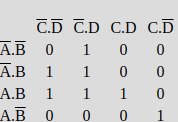 C̅.D̅ C̅.D C.D C.D̅
A̅.B̅ 0 1 0 0
A̅.B 1 1 0 0
A.B 1 1 1 0
A.B̅ 0 0 0 1